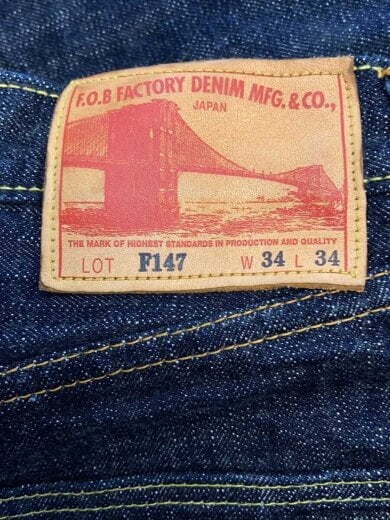 F.O.B FACTORY DENIM MFG. & CO.,
JAPAN
THE MARK OF HIGHEST STANDARDS IN PRODUCTION AND QUALITY
LOT F147 W 34 L 34